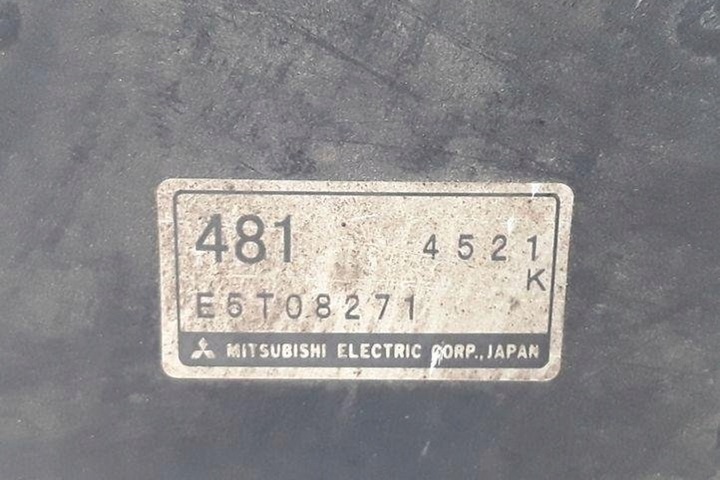 481 4521
K
E5T08271
MITSUBISHI ELECTRIC CORP., JAPAN